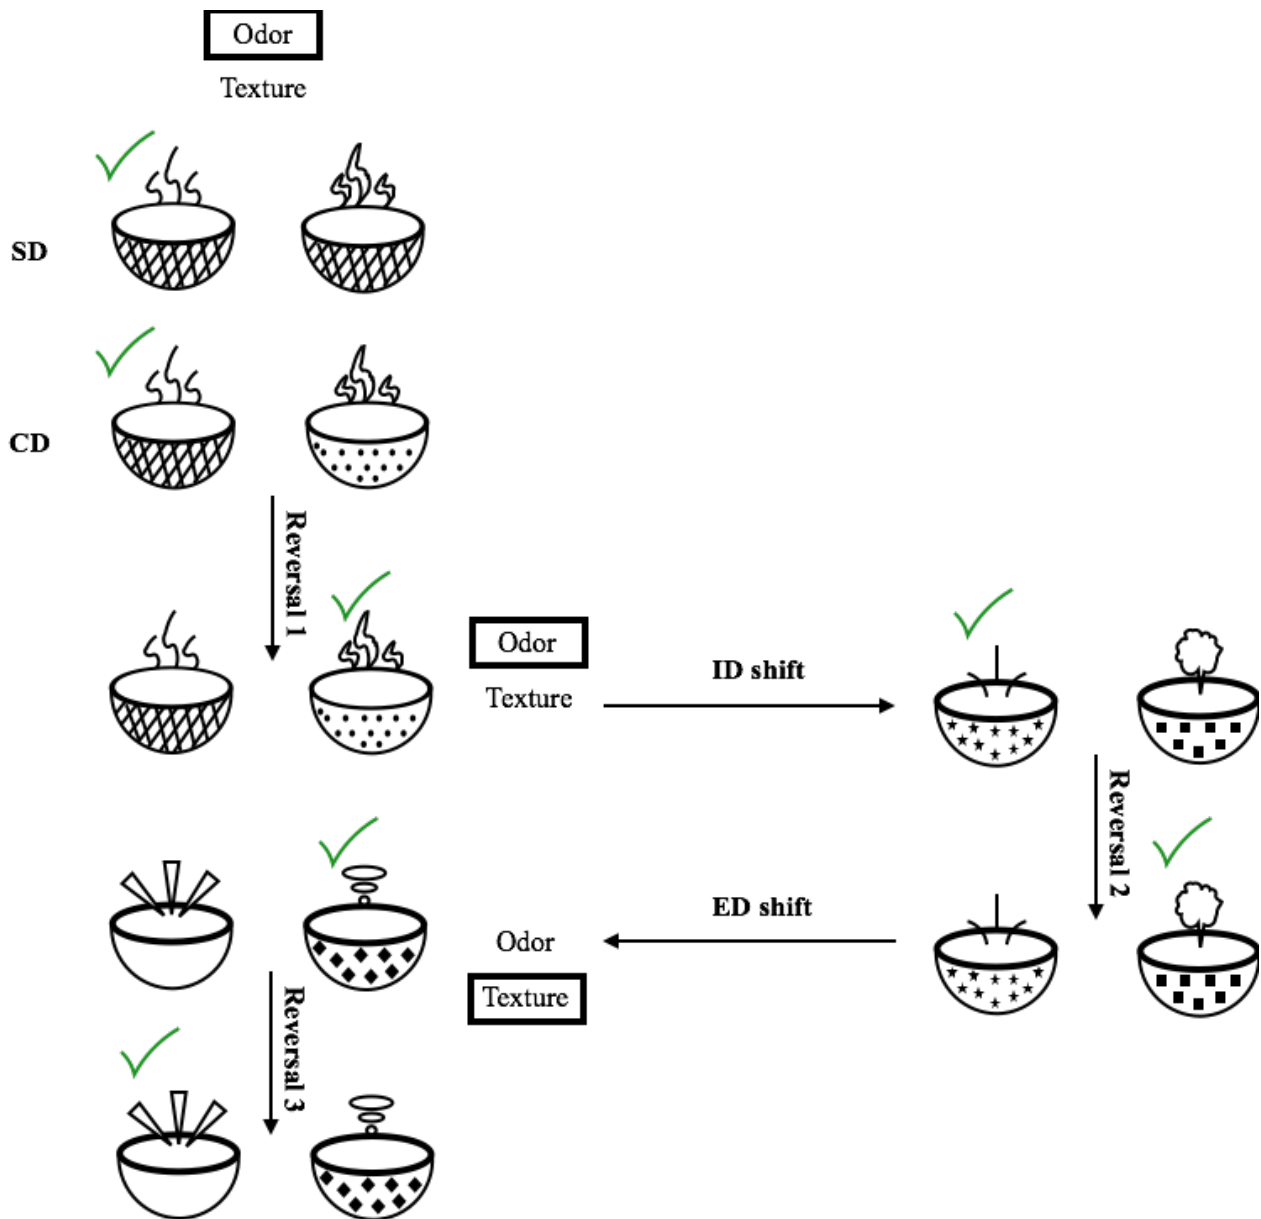 Odor
Texture
SD
CD
Reversal 1
Odor
Texture
ID shift
Reversal 2
ED shift
Odor
Texture
Reversal 3